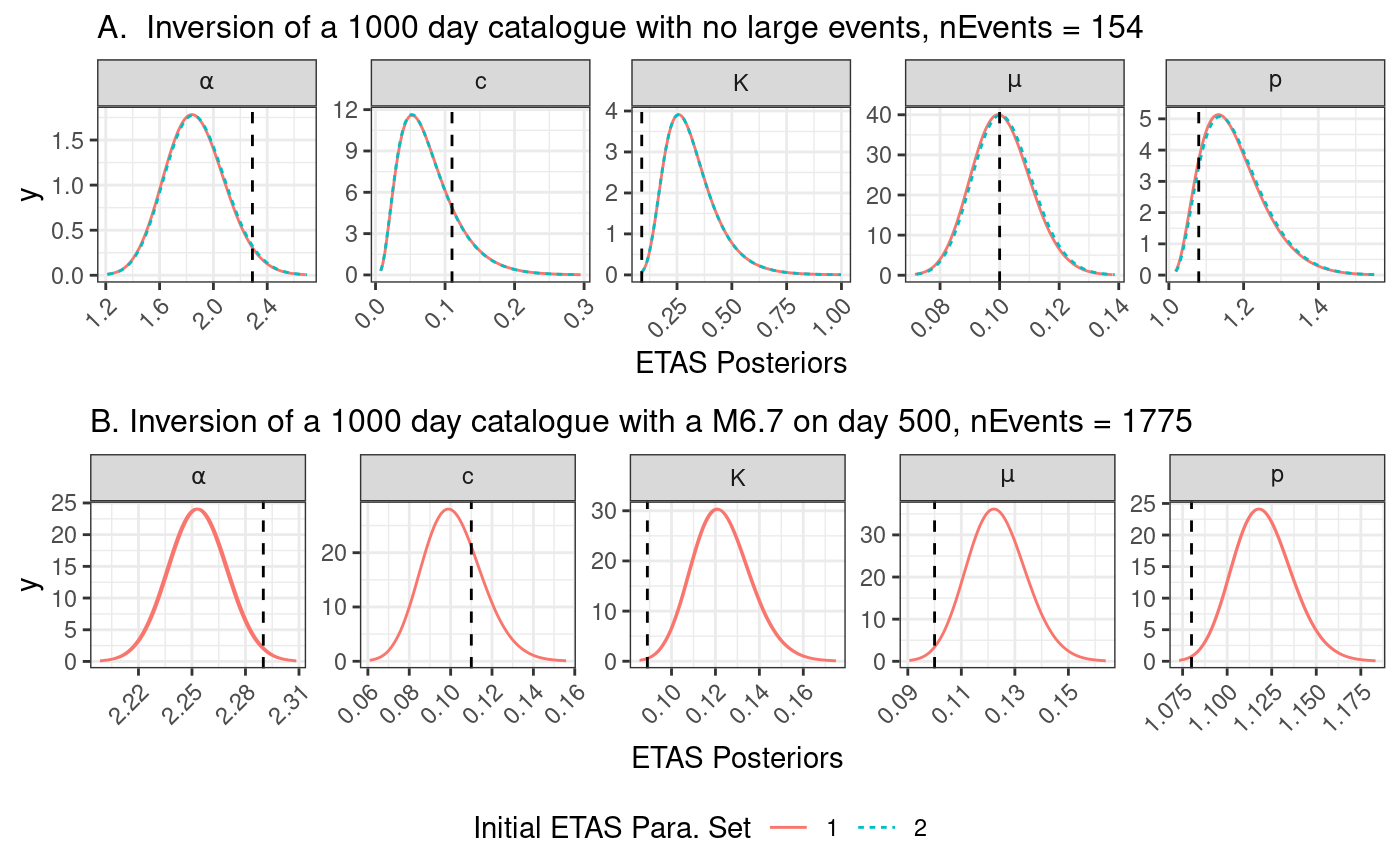 A. Inversion of a 1000 day catalogue with no large events, nEvents = 154
α c K μ p
y
0.0 0.5 1.0 1.5
1.2 1.6 2.0 2.4
0 3 6 9 12
0.0 0.1 0.2 0.3
0 1 2 3 4
0.25 0.50 0.75 1.00
0 10 20 30 40
0.08 0.10 0.12 0.14
0 1 2 3 4 5
1.0 1.2 1.4
ETAS Posteriors
B. Inversion of a 1000 day catalogue with a M6.7 on day 500, nEvents = 1775
α c K μ p
y
0 5 10 15 20 25
2.22 2.25 2.28 2.31
0 10 20
0.06 0.08 0.10 0.12 0.14 0.16
0 10 20 30
0.10 0.12 0.14 0.16
0 10 20 30
0.09 0.11 0.13 0.15
0 5 10 15 20 25
1.075 1.100 1.125 1.150 1.175
ETAS Posteriors
Initial ETAS Para. Set 1 2